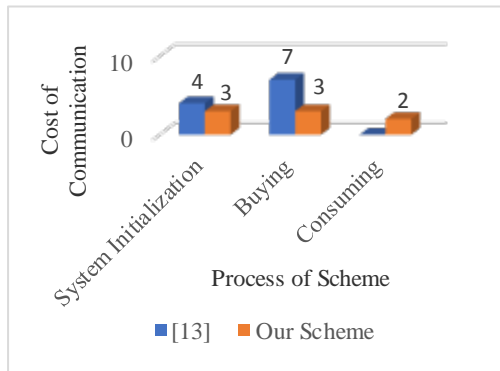 Cost of
Communication
10
0
4
3
7
3
2
System Initialization
Buying
Consuming
Process of Scheme
[13]
Our Scheme